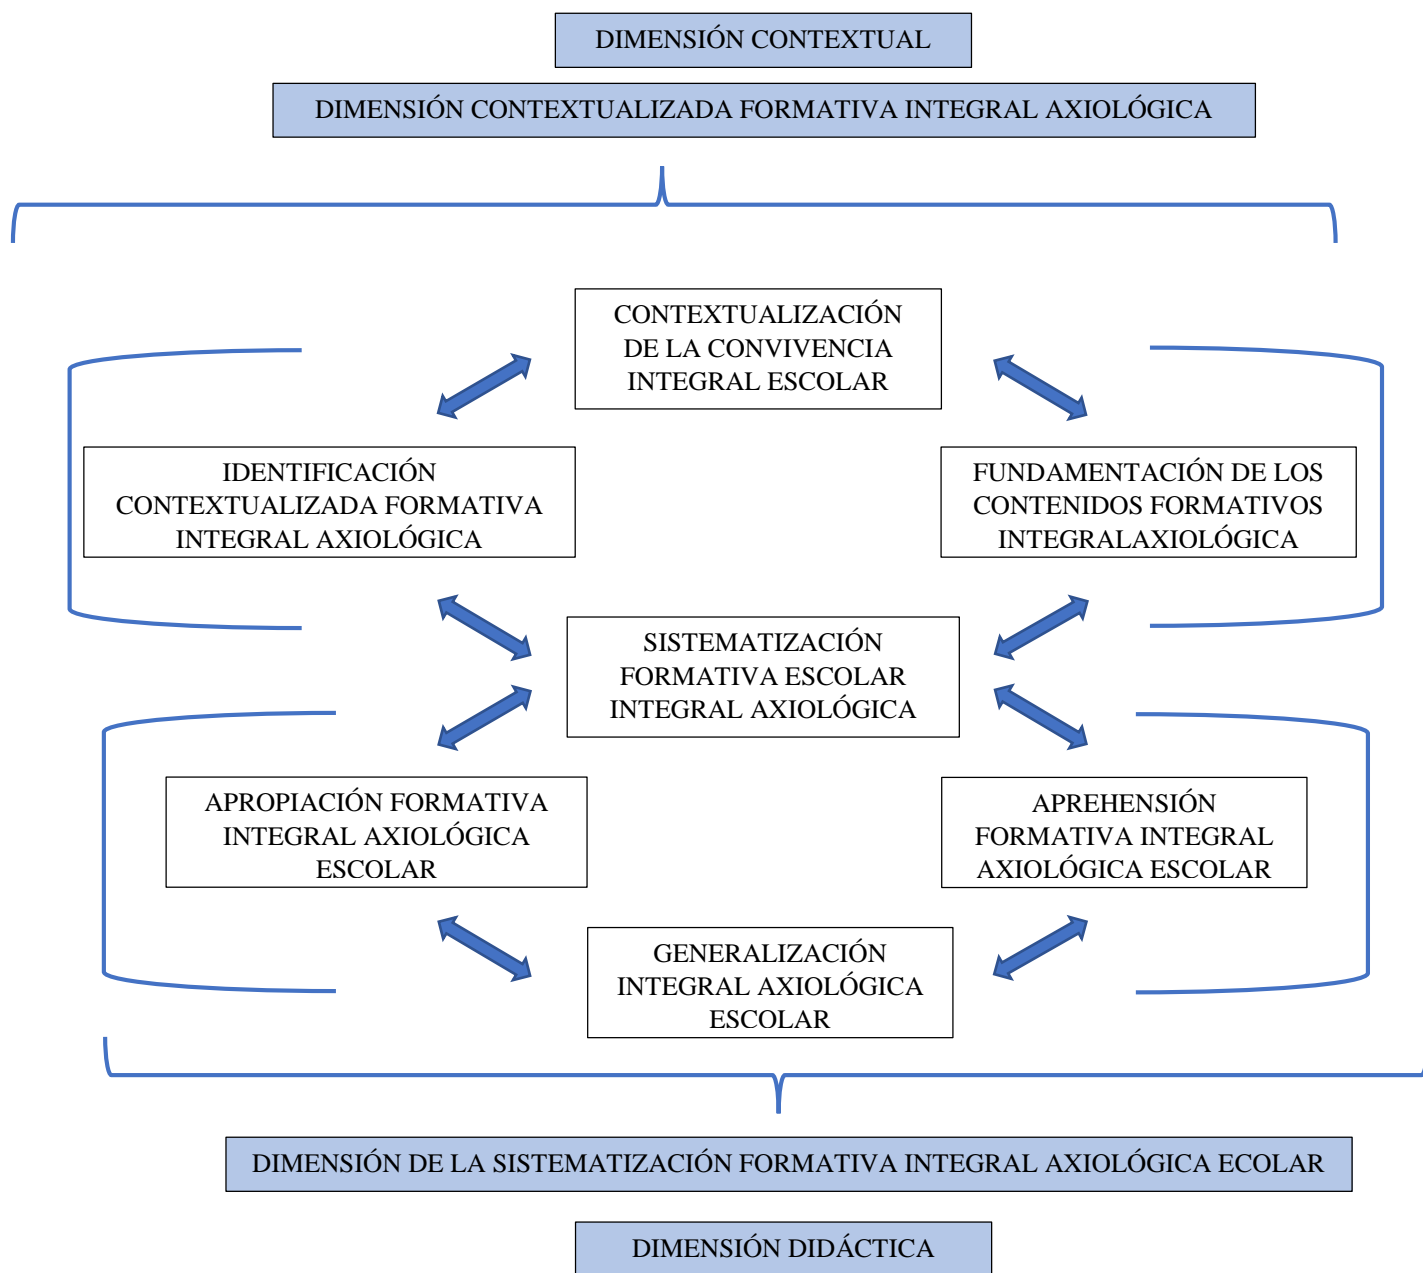 DIMENSIÓN CONTEXTUAL
DIMENSIÓN CONTEXTUALIZADA FORMATIVA INTEGRAL AXIOLÓGICA
CONTEXTUALIZACIÓN
DE LA CONVIVENCIA
INTEGRAL ESCOLAR
IDENTIFICACIÓN
CONTEXTUALIZADA FORMATIVA
INTEGRAL AXIOLÓGICA
FUNDAMENTACIÓN DE LOS
CONTENIDOS FORMATIVOS
INTEGRALAXIOLÓGICA
SISTEMATIZACIÓN
FORMATIVA ESCOLAR
INTEGRAL AXIOLÓGICA
APROPIACIÓN FORMATIVA
INTEGRAL AXIOLÓGICA
ESCOLAR
APREHENSIÓN
FORMATIVA INTEGRAL
AXIOLÓGICA ESCOLAR
GENERALIZACIÓN
INTEGRAL AXIOLÓGICA
ESCOLAR
DIMENSIÓN DE LA SISTEMATIZACIÓN FORMATIVA INTEGRAL AXIOLÓGICA ECOLAR
DIMENSIÓN DIDÁCTICA